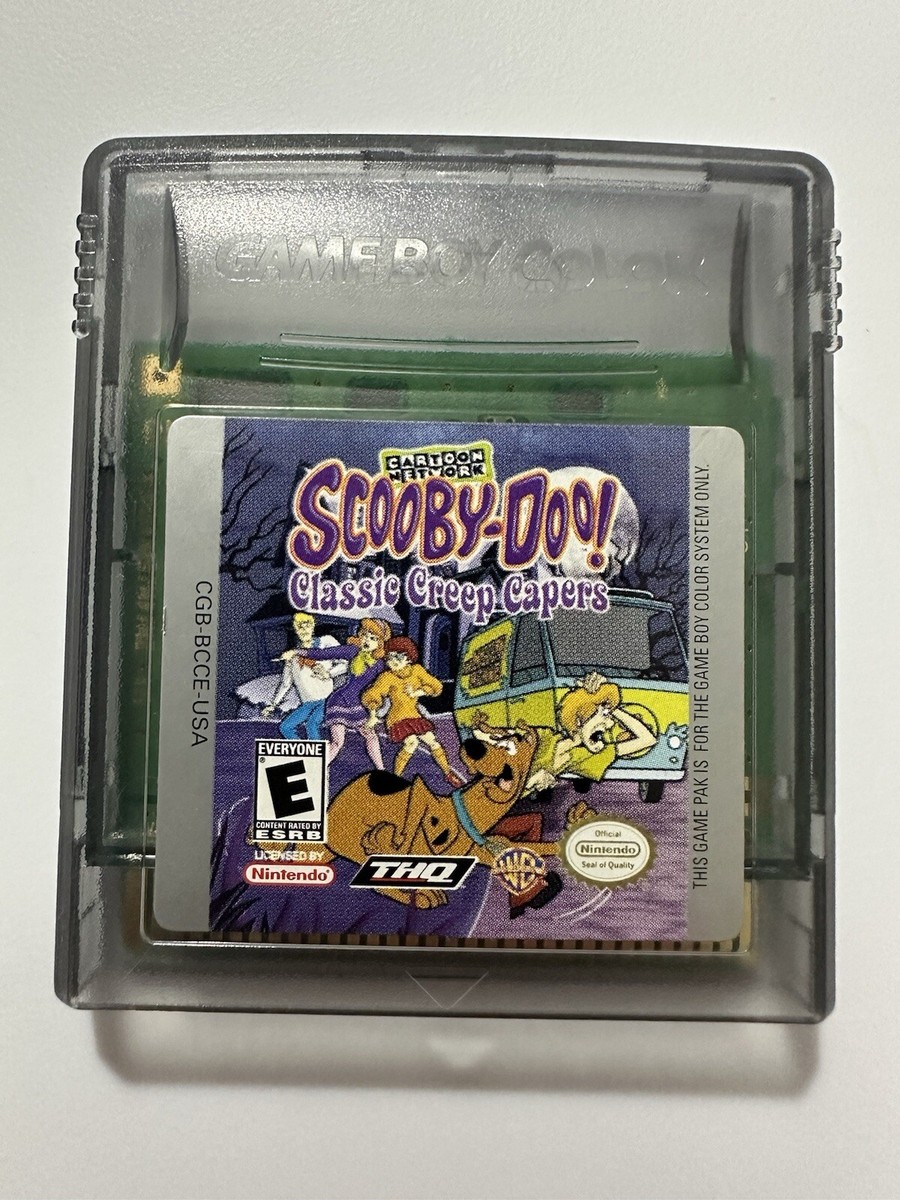 GAME BOY COLOR
CARTOON
NETWORK
SCOOBY-DOO!
Classic Creep Capers
CGB-BCCE-USA
THIS GAME PAK IS FOR THE GAME BOY COLOR SYSTEM ONLY.
EVERYONE
E
®
CONTENT RATED BY
ESRB
LICENSED BY
Nintendo®
THQ
WB
Official
Nintendo
Seal of Quality